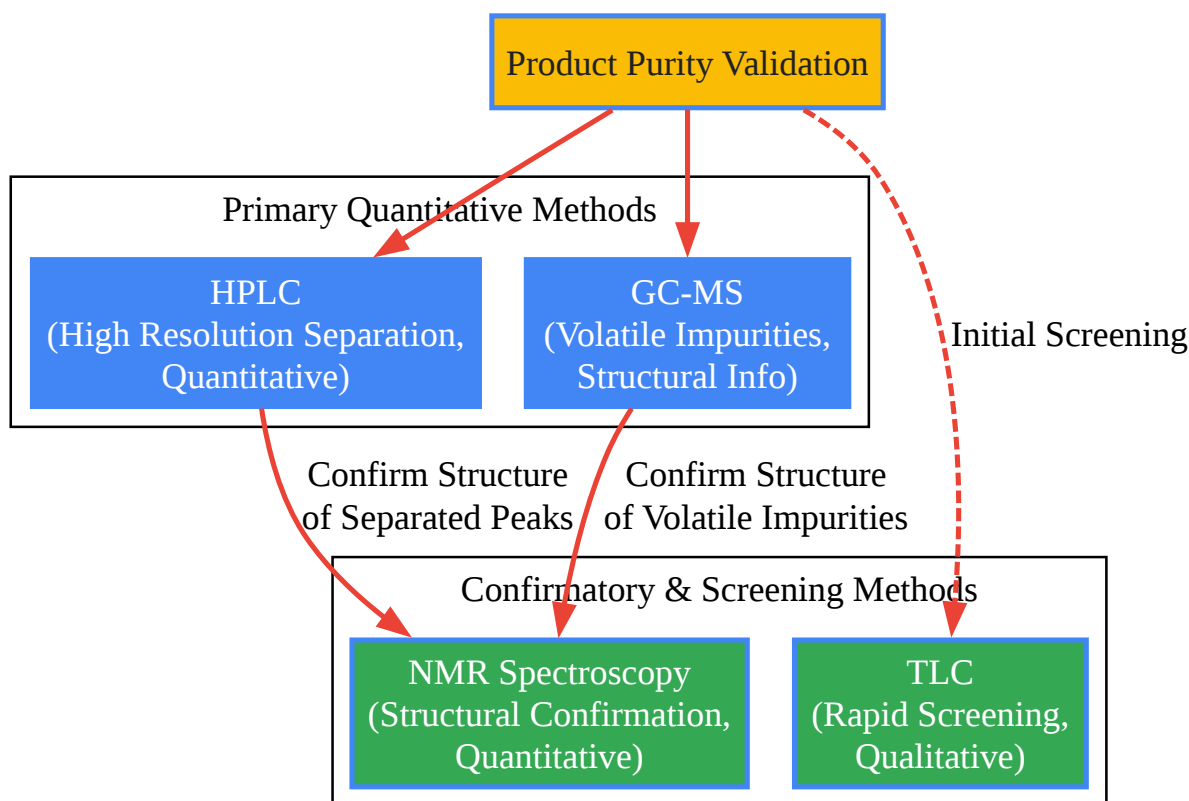 Product Purity Validation
Primary Quantitative Methods
HPLC
(High Resolution Separation,
Quantitative)
GC-MS
(Volatile Impurities,
Structural Info)
Initial Screening
Confirm Structure
of Separated Peaks
Confirm Structure
of Volatile Impurities
Confirmatory & Screening Methods
NMR Spectroscopy
(Structural Confirmation,
Quantitative)
TLC
(Rapid Screening,
Qualitative)